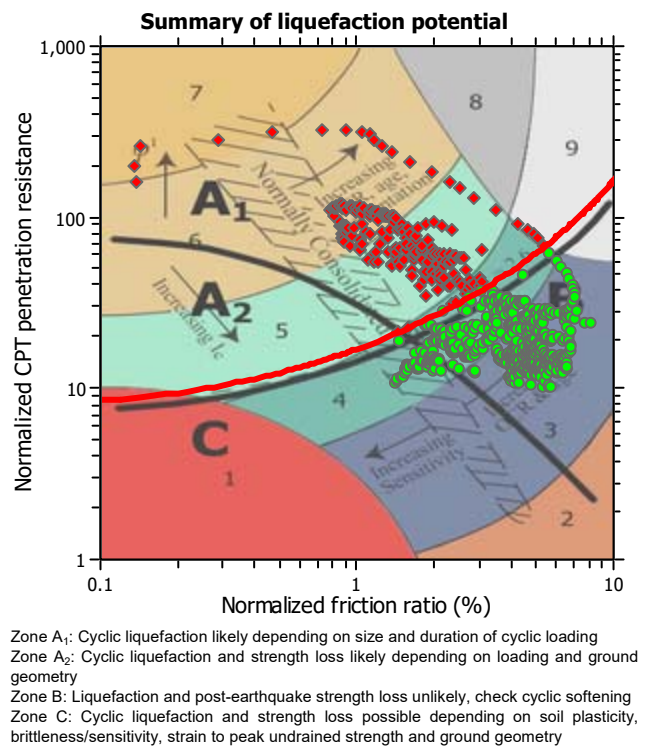 Summary of liquefaction potential
1,000
100
10
1
Normalized CPT penetration resistance
7
8
9
φ'
A1
Increasing
age,
Normally Consolidated
6
A2
Increasing Ic
5
B
4
3
C
1
Increasing
Sensitivity
2
0.1
1
10
Normalized friction ratio (%)
Zone A₁: Cyclic liquefaction likely depending on size and duration of cyclic loading
Zone A₂: Cyclic liquefaction and strength loss likely depending on loading and ground
geometry
Zone B: Liquefaction and post-earthquake strength loss unlikely, check cyclic softening
Zone C: Cyclic liquefaction and strength loss possible depending on soil plasticity,
brittleness/sensitivity, strain to peak undrained strength and ground geometry